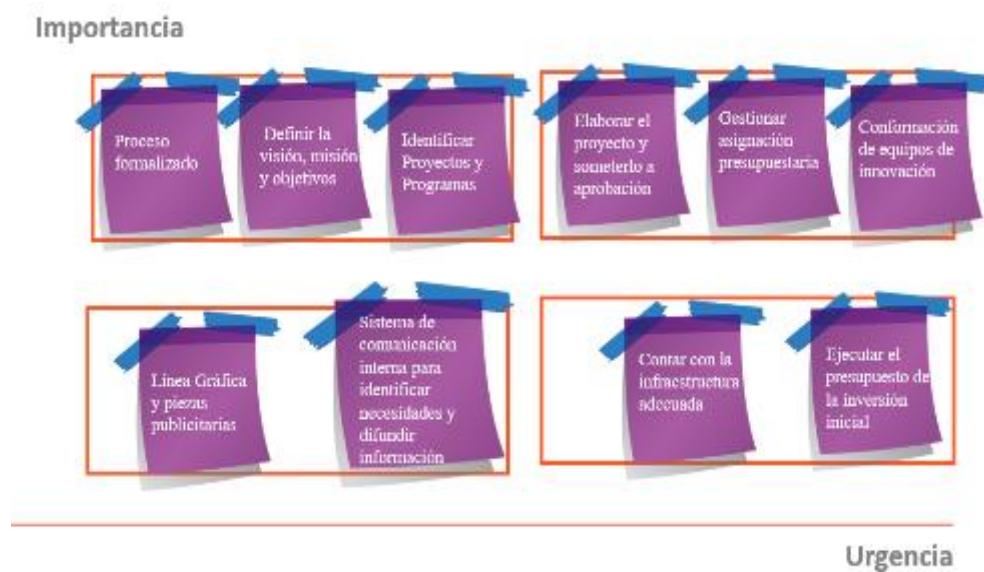 Importancia
Proceso
formalizado
Definir la
visión, misión
y objetivos
Identificar
Proyectos y
Programas
Elaborar el
proyecto y
someterlo a
aprobación
Gestionar
asignación
presupuestaria
Conformación
de equipos de
innovación
Línea Gráfica
y piezas
publicitarias
Sistema de
comunicación
interna para
identificar
necesidades y
difundir
información
Contar con la
infraestructura
adecuada
Ejecutar el
presupuesto de
la inversión
inicial
Urgencia